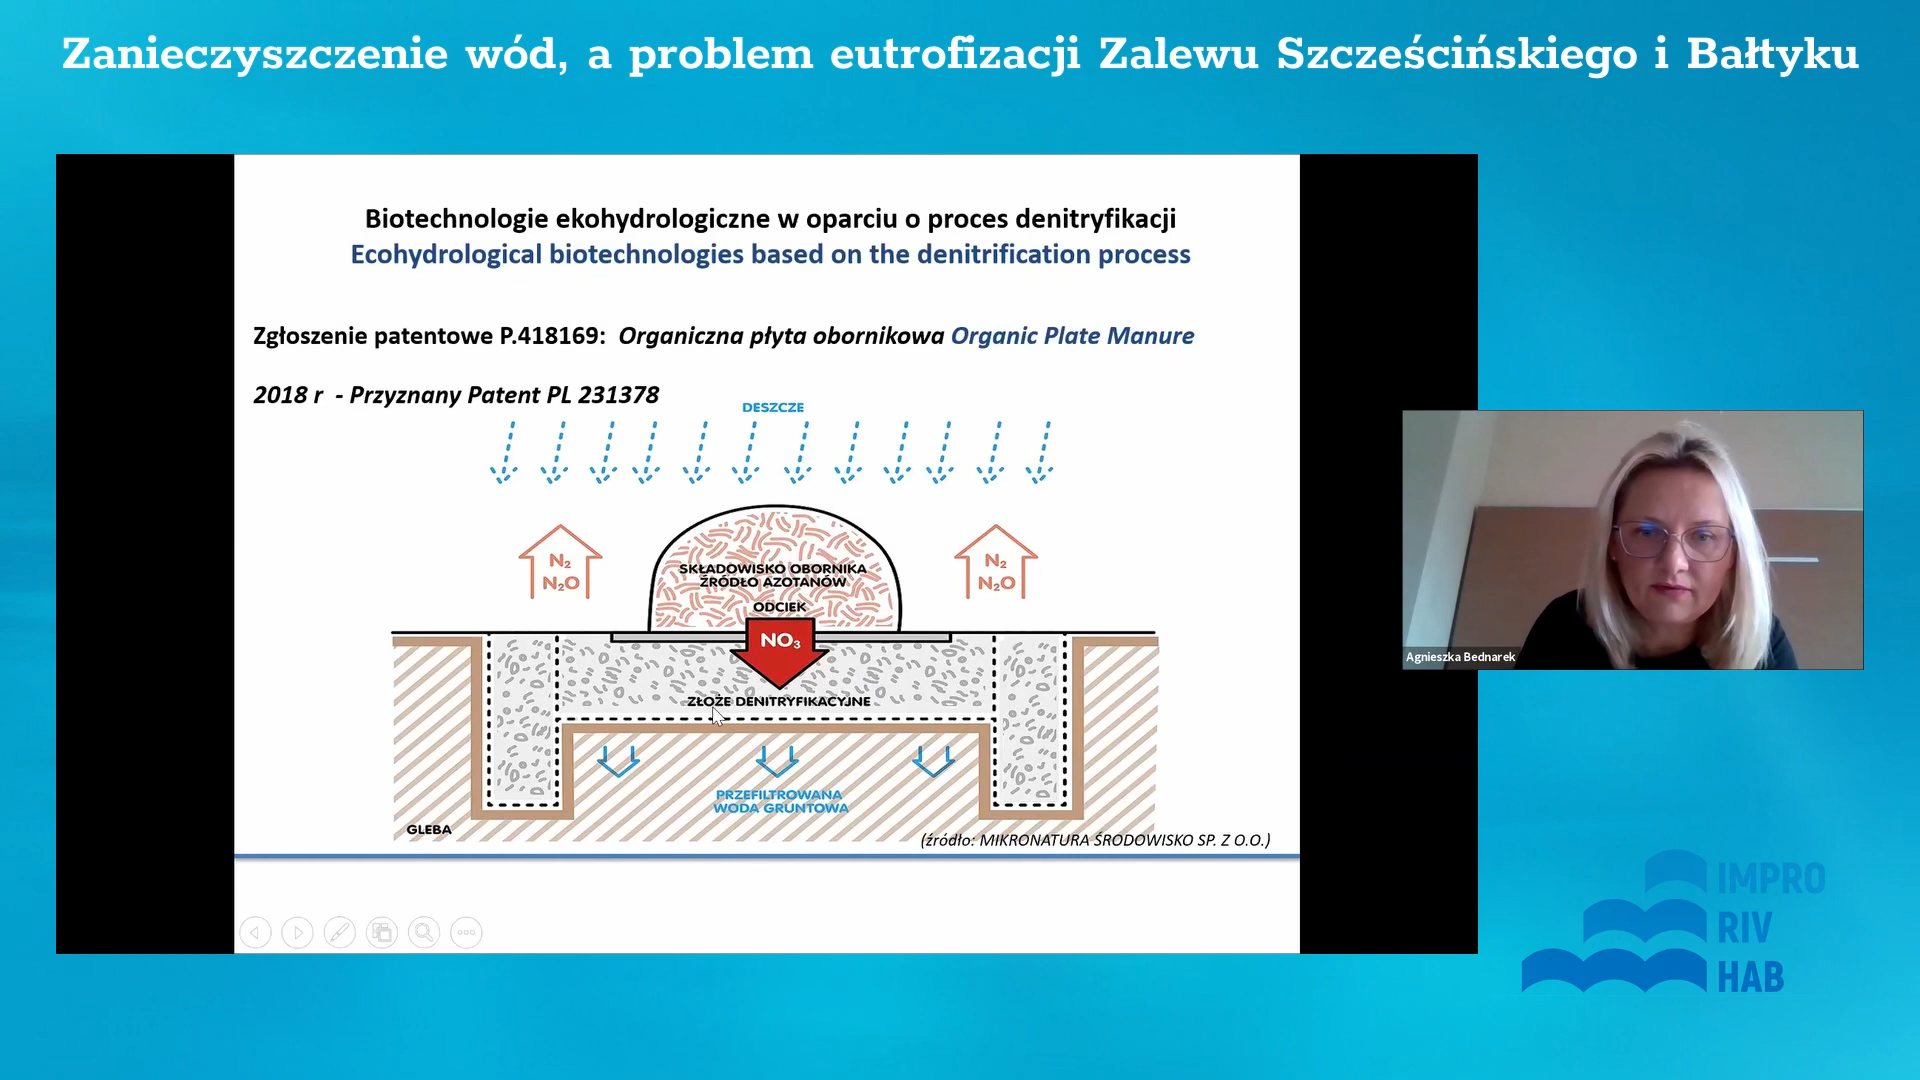 Zanieczyszczenie wód, a problem eutrofizacji Zalewu Szcześcińskiego i Bałtyku
Biotechnologie ekohydrologiczne w oparciu o proces denitryfikacji
Ecohydrological biotechnologies based on the denitrification process
Zgłoszenie patentowe P.418169: Organiczna płyta obornikowa Organic Plate Manure
2018 r - Przyznany Patent PL 231378
DESZCZE
N₂
N₂O
SKŁADOWISKO OBORNIKA
ŹRÓDŁO AZOTANÓW
ODCIEK
N₂
N₂O
NO₃
ZŁOŻE DENITRYFIKACYJNE
PRZEFILTROWANA
WODA GRUNTOWA
GLEBA
(źródło: MIKRONATURA ŚRODOWISKO SP. Z O.O.)
Agnieszka Bednarek
IMPRO
RIV
HAB